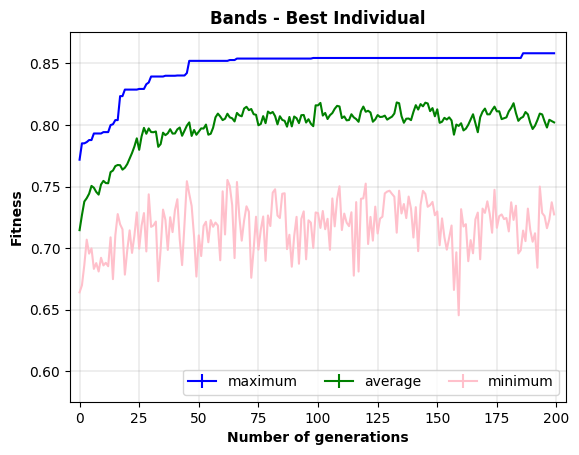 Bands - Best Individual
Fitness
0.85
0.80
0.75
0.70
0.65
0.60
maximum average minimum
0 25 50 75 100 125 150 175 200
Number of generations